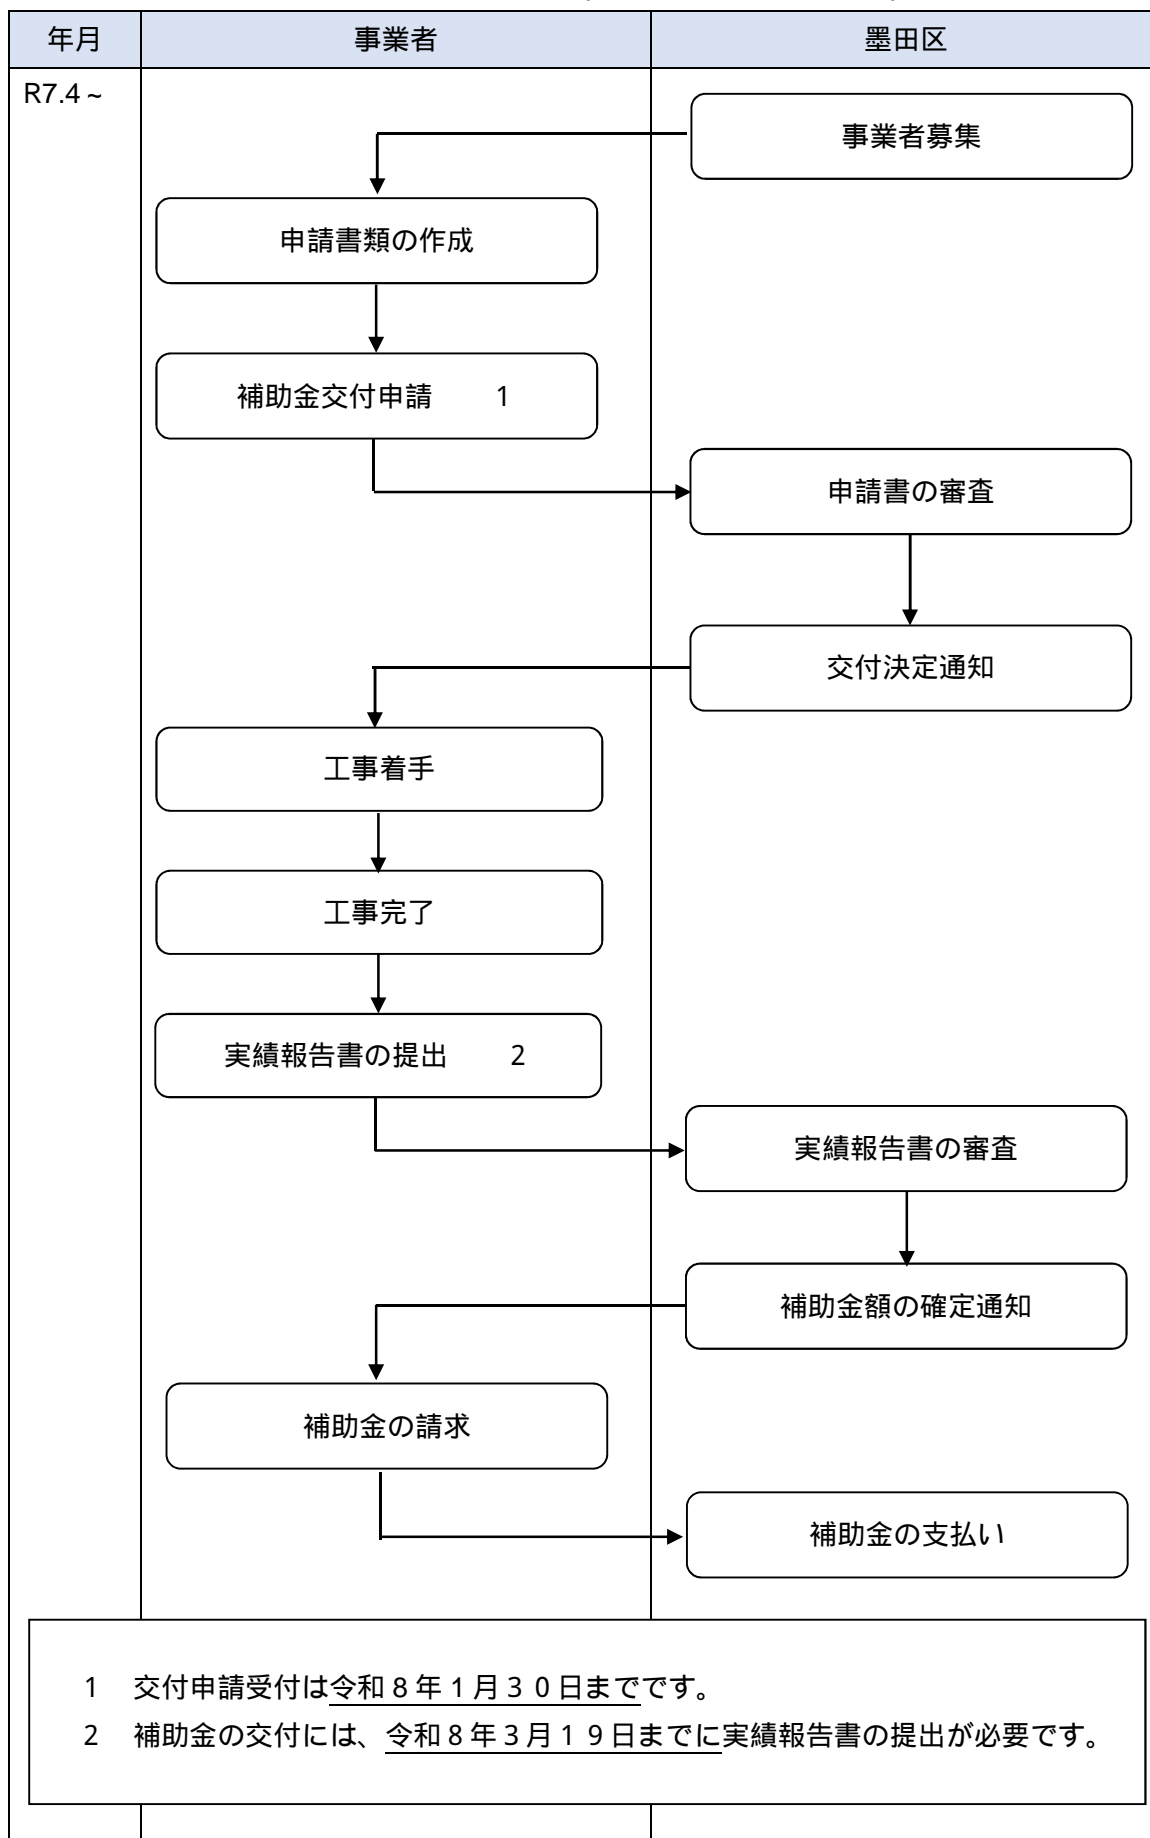 年月 事業者 墨田区
R7.4～
事業者募集
申請書類の作成
補助金交付申請 1
申請書の審査
交付決定通知
工事着手
工事完了
実績報告書の提出 2
実績報告書の審査
補助金額の確定通知
補助金の請求
補助金の支払い
1 交付申請受付は令和８年１月３０日までです。
2 補助金の交付には、令和８年３月１９日までに実績報告書の提出が必要です。